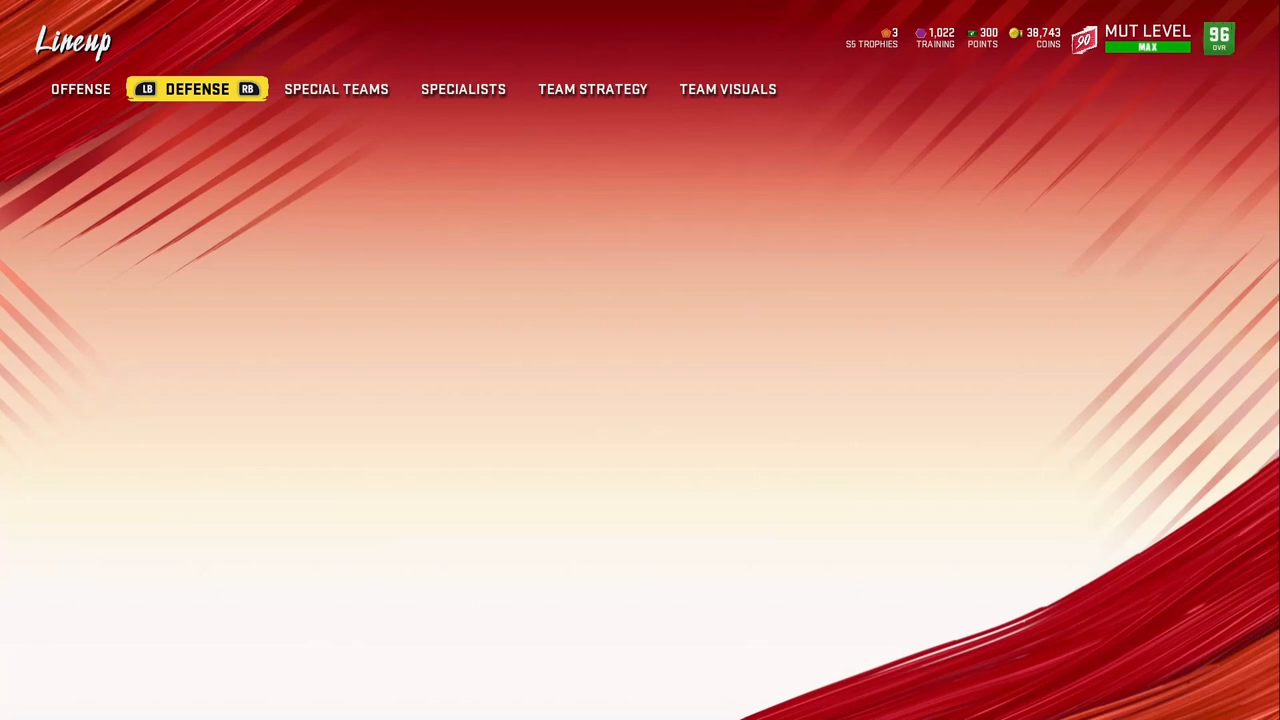 Lineup
3
S5 TROPHIES
1,022
TRAINING
300
POINTS
38,743
COINS
90
MUT LEVEL
MAX
96
OVR
OFFENSE
LB DEFENSE RB
SPECIAL TEAMS
SPECIALISTS
TEAM STRATEGY
TEAM VISUALS